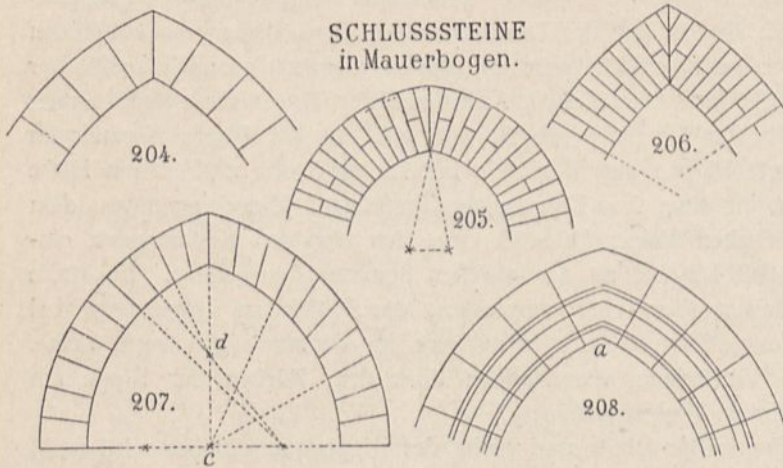 SCHLUSSSTEINE
in Mauerbogen.
204.
205.
206.
d
207.
c
a
208.